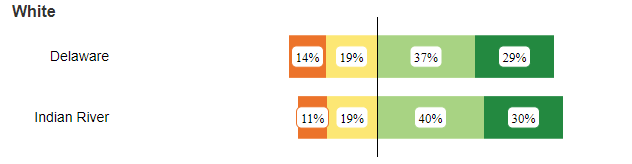 White
Delaware 14% 19% 37% 29%
Indian River 11% 19% 40% 30%